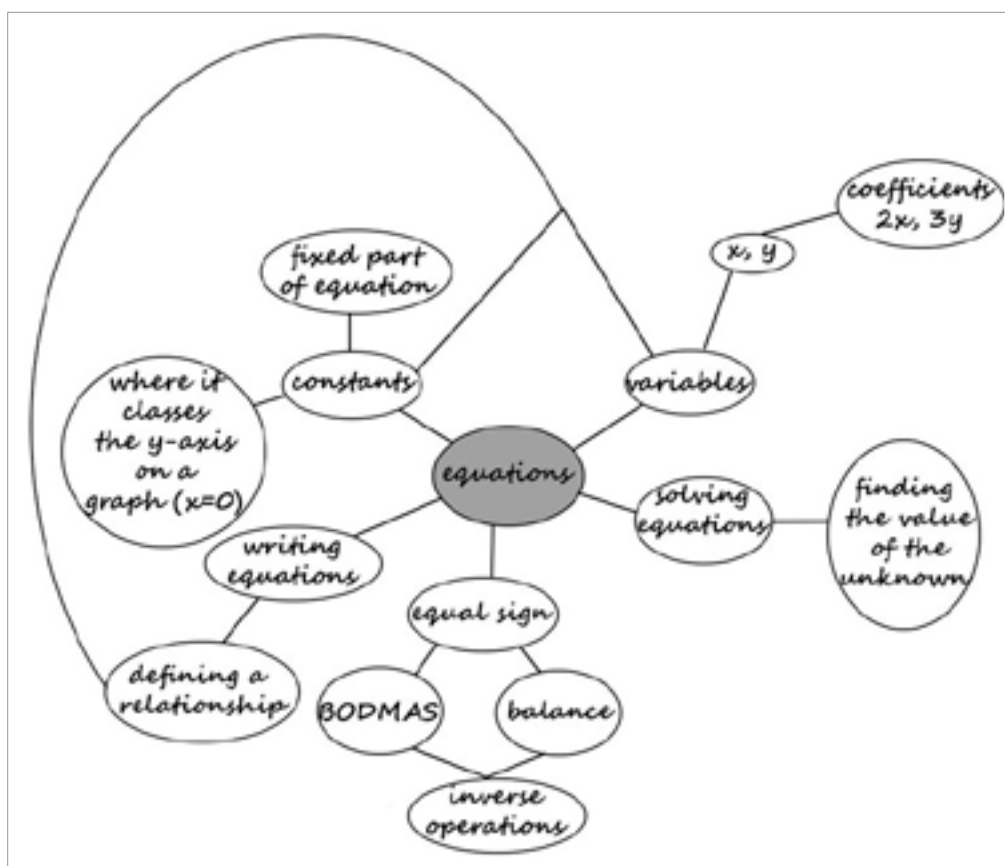 coefficients
2x, 3y
x, y
fixed part
of equation
constants
variables
where it
classes
the y-axis
on a
graph (x=0)
equations
solving
equations
finding
the value
of the
unknown
writing
equations
equal sign
defining a
relationship
BODMAS
balance
inverse
operations